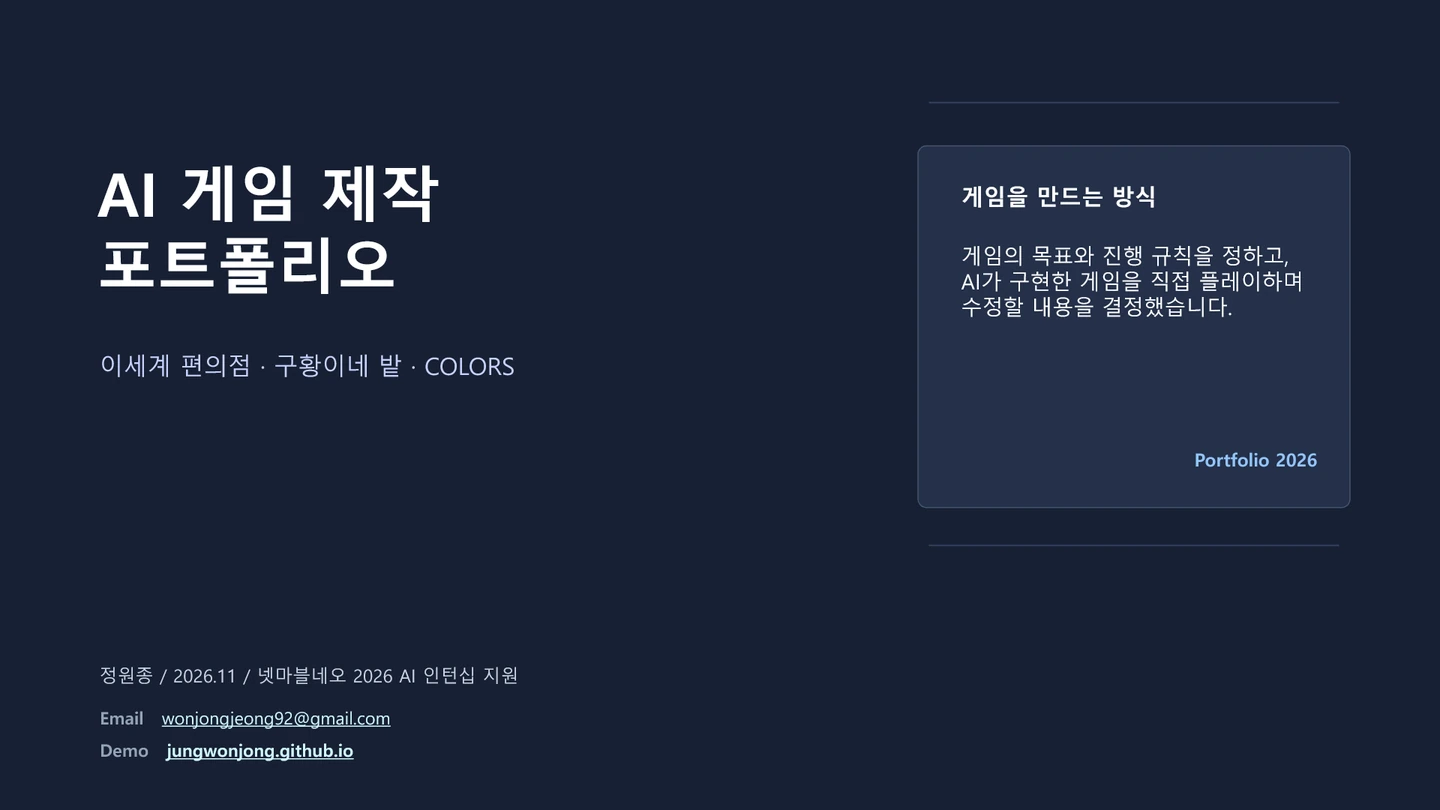 AI 게임 제작
포트폴리오
이세계 편의점 · 구황이네 밭 · COLORS
게임을 만드는 방식
게임의 목표와 진행 규칙을 정하고,
AI가 구현한 게임을 직접 플레이하며
수정할 내용을 결정했습니다.
Portfolio 2026
정원종 / 2026.11 / 넷마블네오 2026 AI 인턴십 지원
Email wonjongjeong92@gmail.com
Demo jungwonjong.github.io